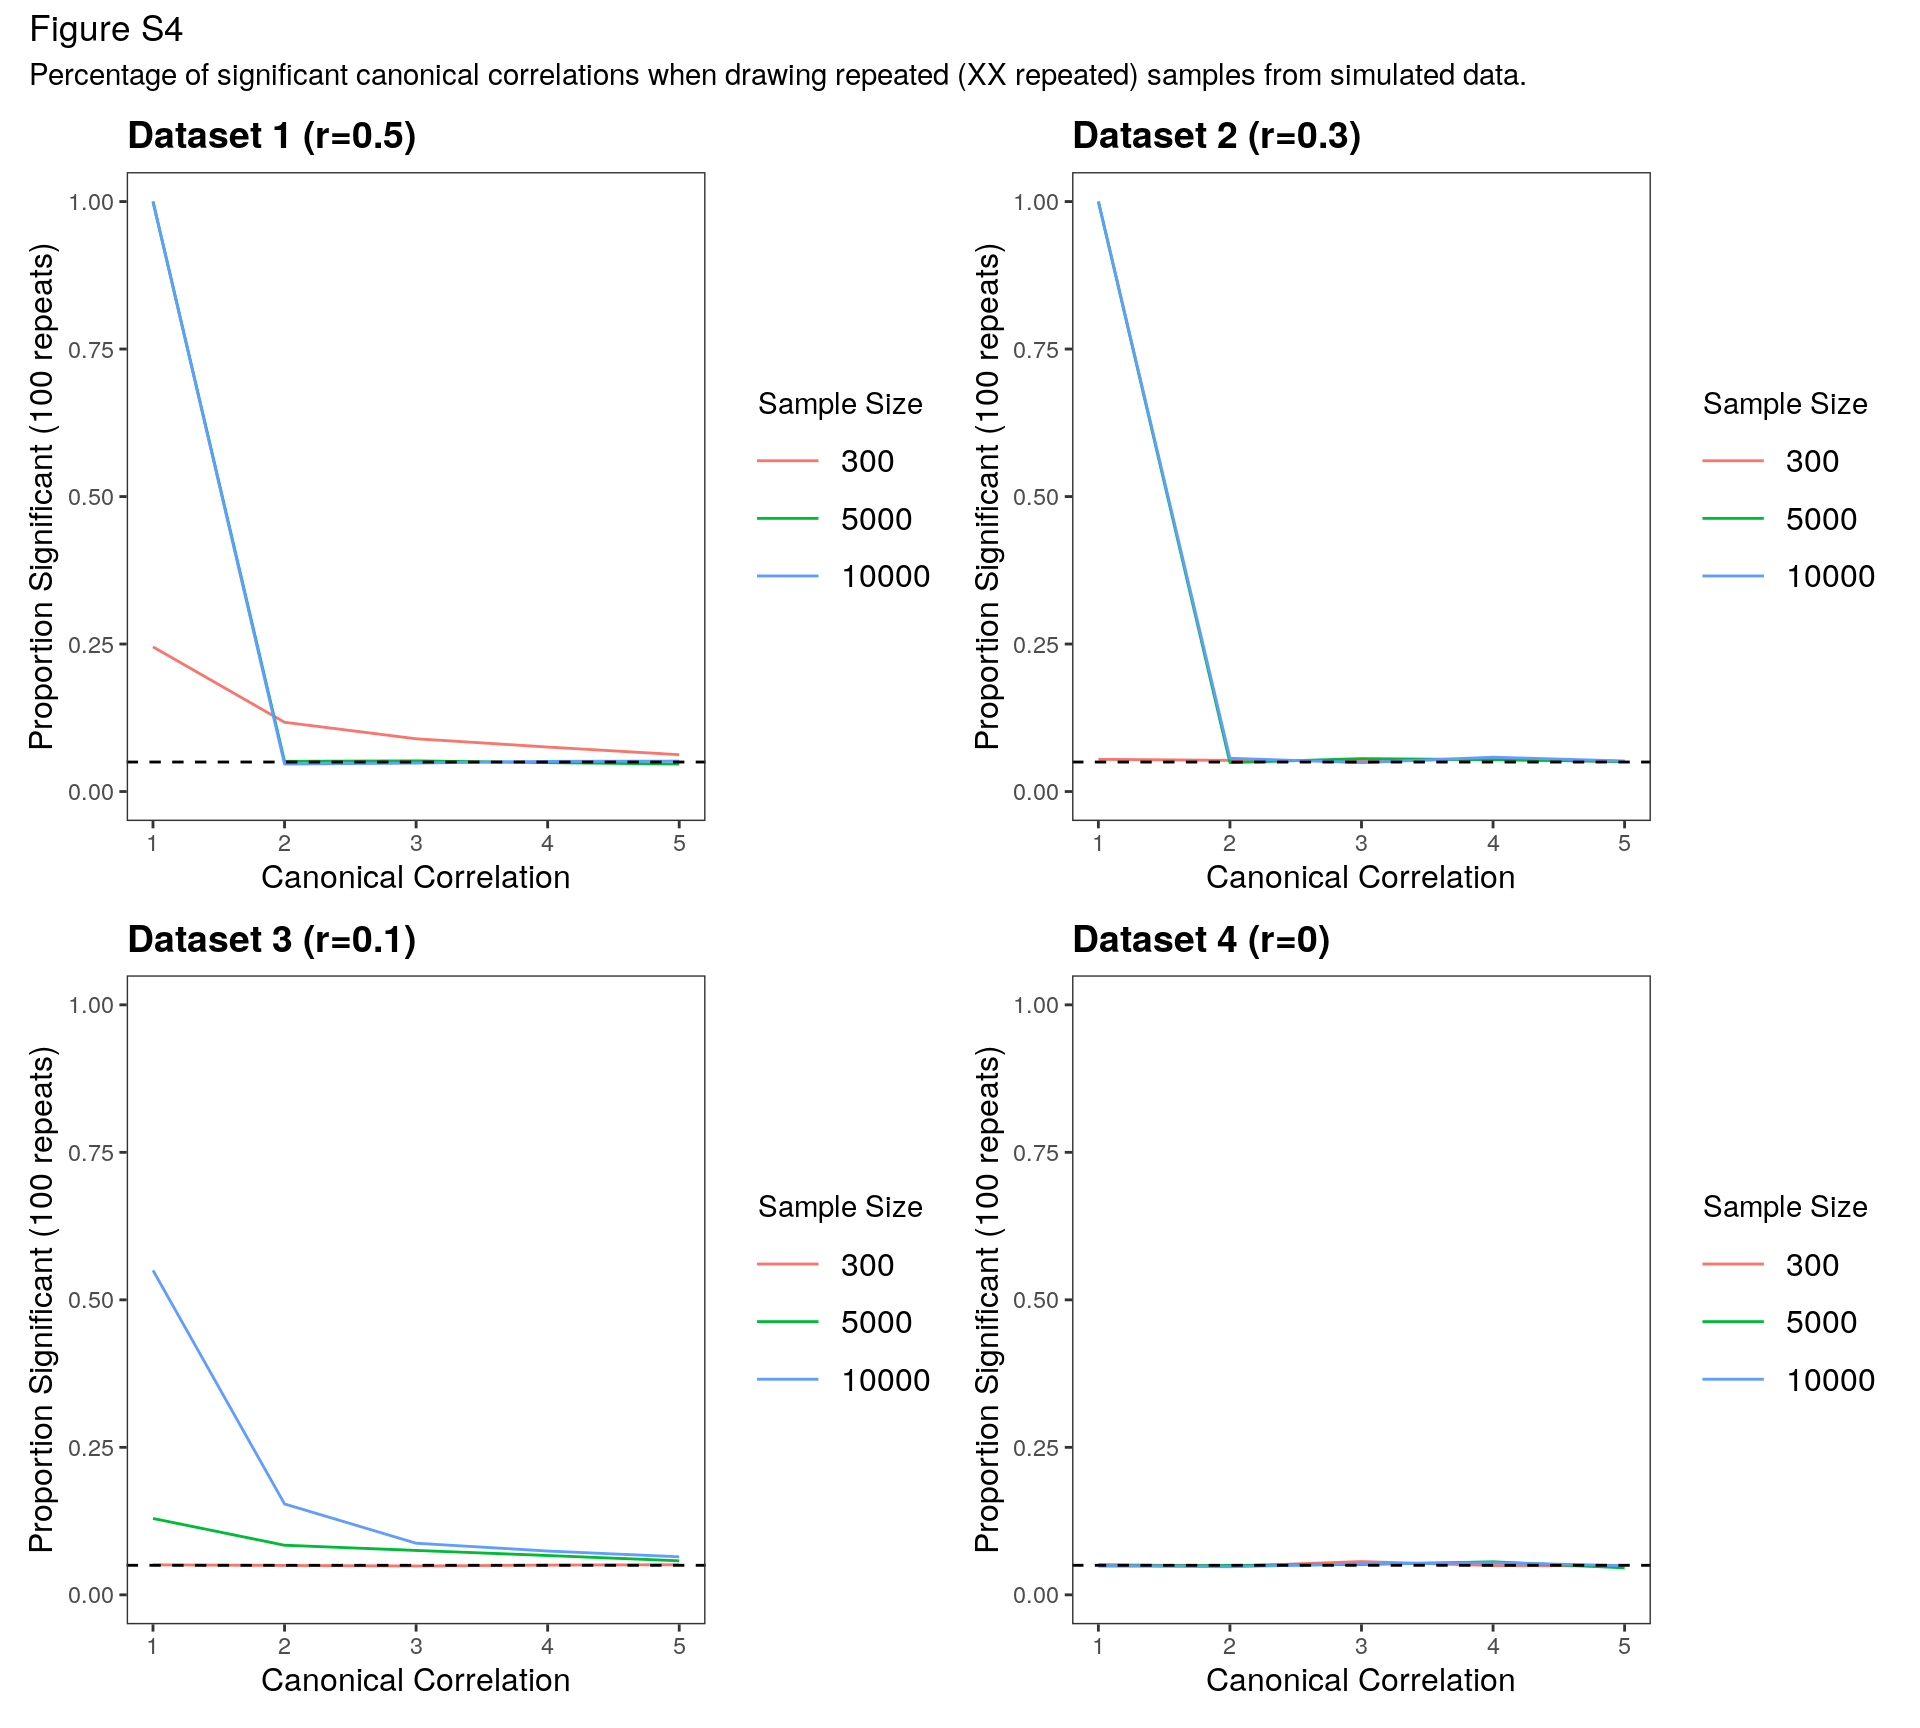 Figure S4
Percentage of significant canonical correlations when drawing repeated (XX repeated) samples from simulated data.
Dataset 1 (r=0.5)
Proportion Significant (100 repeats)
1.00
0.75
0.50
0.25
0.00
1 2 3 4 5
Canonical Correlation
Sample Size
300
5000
10000
Dataset 2 (r=0.3)
Proportion Significant (100 repeats)
1.00
0.75
0.50
0.25
0.00
1 2 3 4 5
Canonical Correlation
Sample Size
300
5000
10000
Dataset 3 (r=0.1)
Proportion Significant (100 repeats)
1.00
0.75
0.50
0.25
0.00
1 2 3 4 5
Canonical Correlation
Sample Size
300
5000
10000
Dataset 4 (r=0)
Proportion Significant (100 repeats)
1.00
0.75
0.50
0.25
0.00
1 2 3 4 5
Canonical Correlation
Sample Size
300
5000
10000